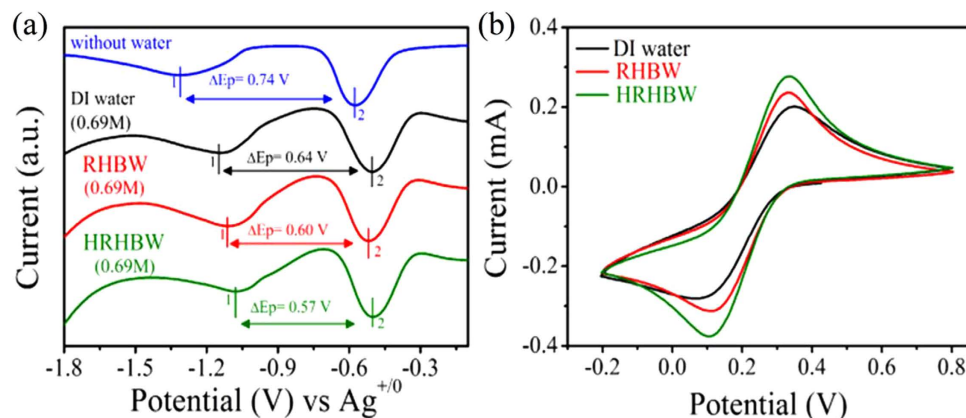 (a)
without water
1
ΔEp= 0.74 V
2
DI water
(0.69M)
1
ΔEp= 0.64 V
2
RHBW
(0.69M)
1
ΔEp= 0.60 V
2
HRHBW
(0.69M)
1
ΔEp= 0.57 V
2
Current (a.u.)
-1.8 -1.5 -1.2 -0.9 -0.6 -0.3
Potential (V) vs Ag+/0
(b)
DI water
RHBW
HRHBW
Current (mA)
0.4
0.2
0.0
-0.2
-0.4
-0.2 0.0 0.2 0.4 0.6 0.8
Potential (V)